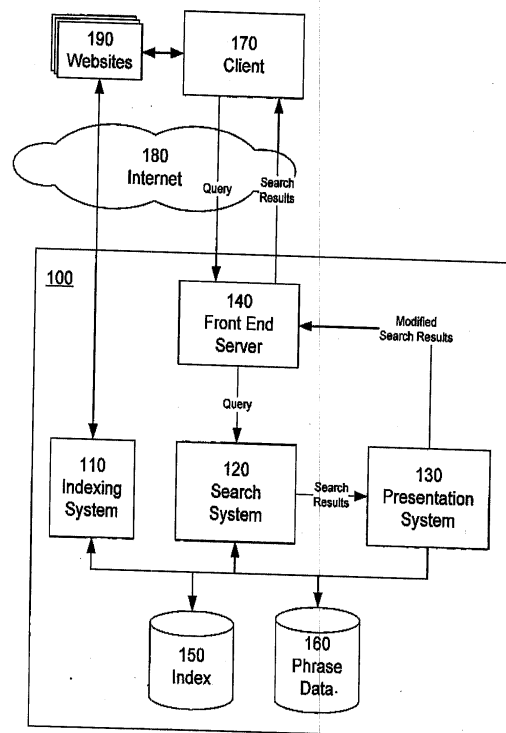 190
Websites
170
Client
180
Internet
Query
Search
Results
100
140
Front End
Server
Modified
Search Results
Query
110
Indexing
System
120
Search
System
Search
Results
130
Presentation
System
150
Index
160
Phrase
Data